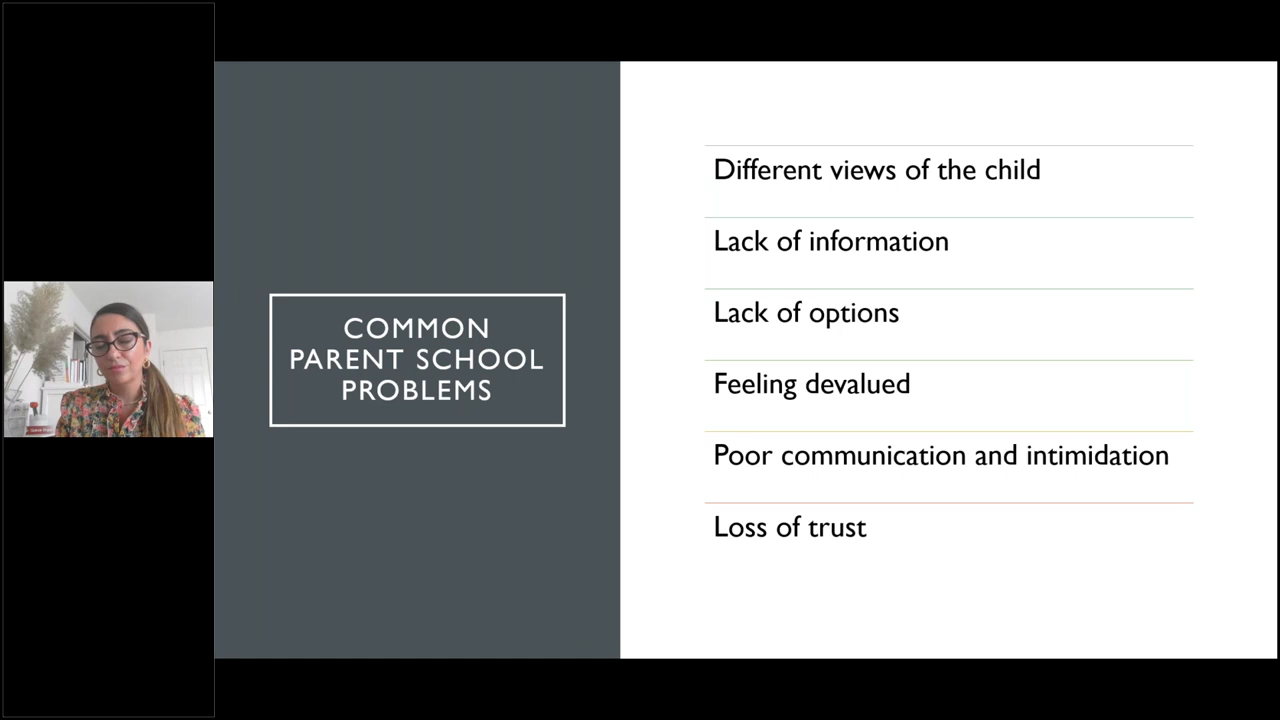 COMMON
PARENT SCHOOL
PROBLEMS
Different views of the child
Lack of information
Lack of options
Feeling devalued
Poor communication and intimidation
Loss of trust